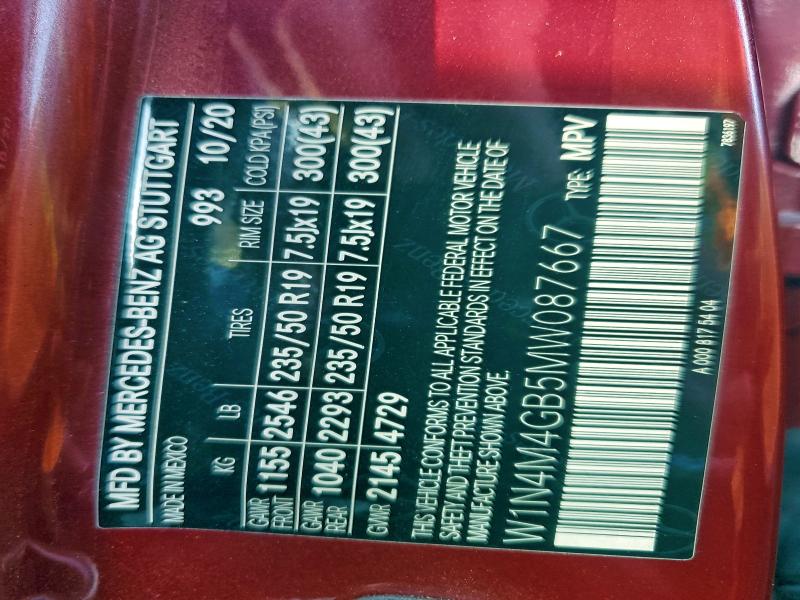 MFD BY MERCEDES-BENZ AG STUTTGART
MADE IN MEXICO 993 10/20
KG LB TIRES RIM SIZE COLD KPA(PSI)
GAWR FRONT 1155 2546 235/50 R19 7.5Jx19 300(43)
GAWR REAR 1040 2293 235/50 R19 7.5Jx19 300(43)
GVWR 2145 4729
THIS VEHICLE CONFORMS TO ALL APPLICABLE FEDERAL MOTOR VEHICLE
SAFETY AND THEFT PREVENTION STANDARDS IN EFFECT ON THE DATE OF
MANUFACTURE SHOWN ABOVE.
W1N4M4GB5MW087667 TYPE: MPV
A 000 817 54 04 7836197